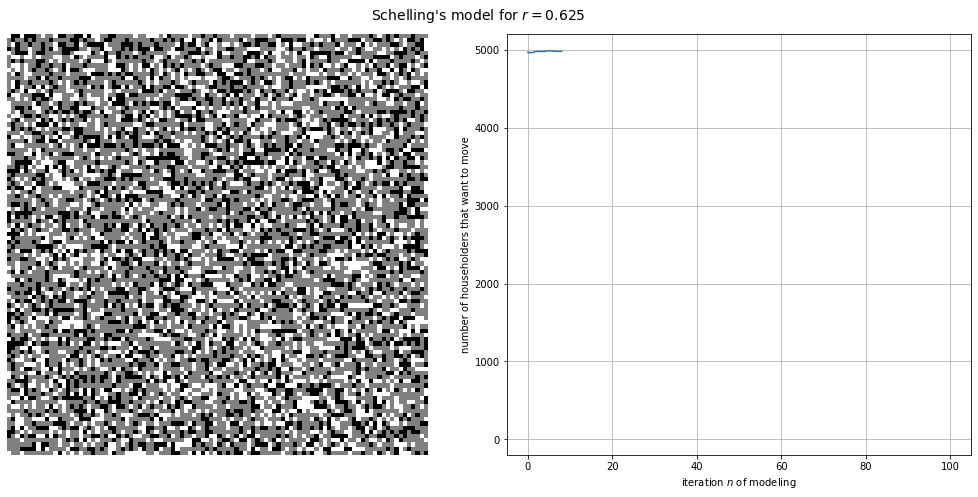 Schelling's model for r = 0.625
number of householders that want to move
5000
4000
3000
2000
1000
0
0 20 40 60 80 100
iteration n of modeling